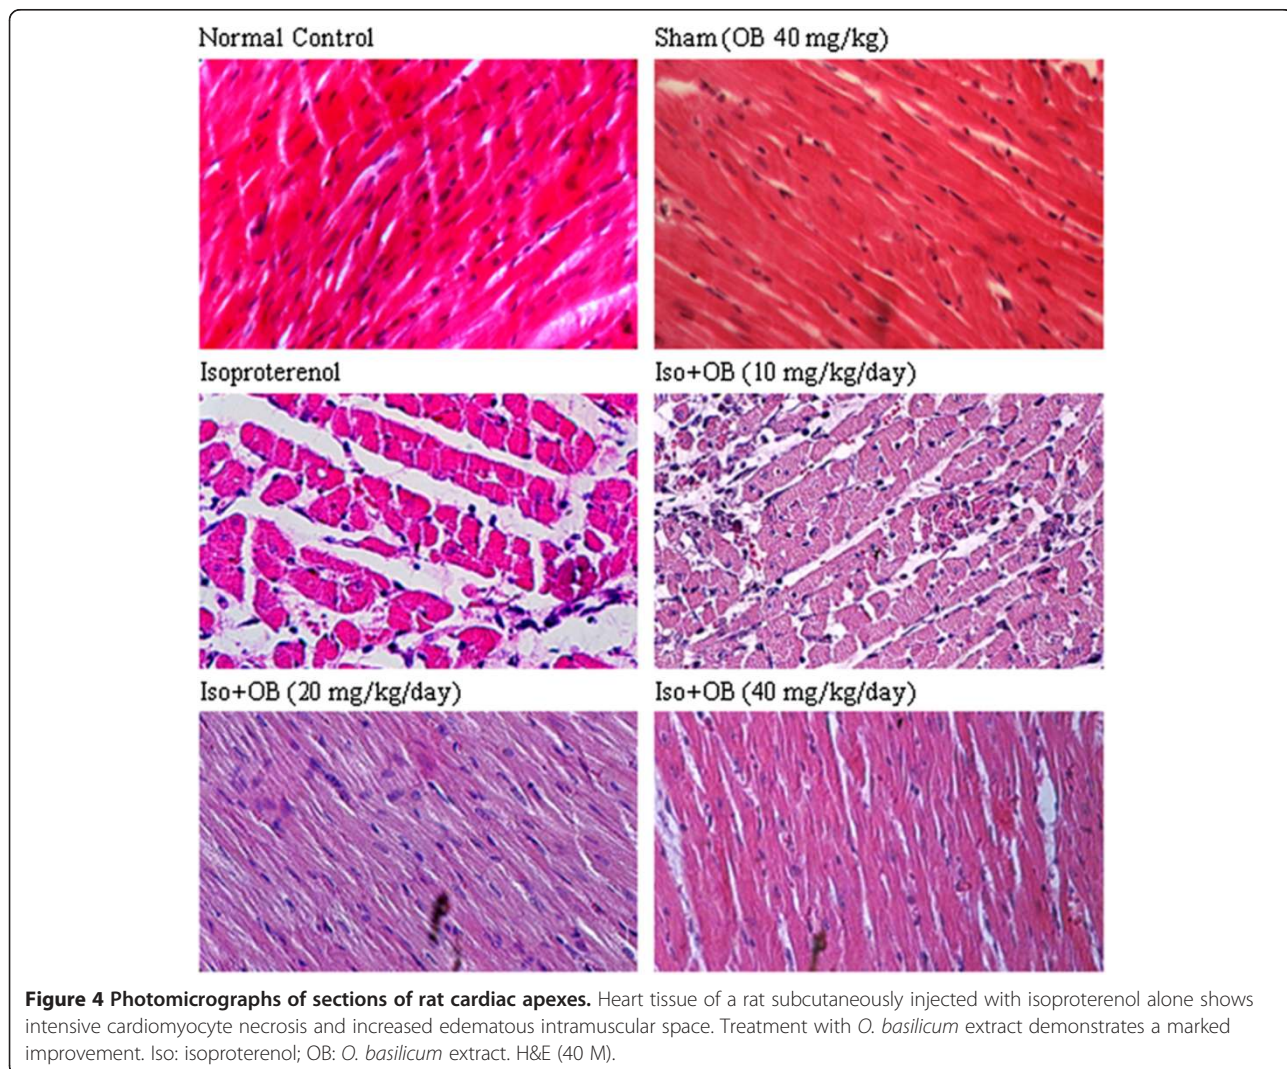 Normal Control
Sham (OB 40 mg/kg)
Isoproterenol
Iso+OB (10 mg/kg/day)
Iso+OB (20 mg/kg/day)
Iso+OB (40 mg/kg/day)
Figure 4 Photomicrographs of sections of rat cardiac apexes. Heart tissue of a rat subcutaneously injected with isoproterenol alone shows
intensive cardiomyocyte necrosis and increased edematous intramuscular space. Treatment with O. basilicum extract demonstrates a marked
improvement. Iso: isoproterenol; OB: O. basilicum extract. H&E (40 M).